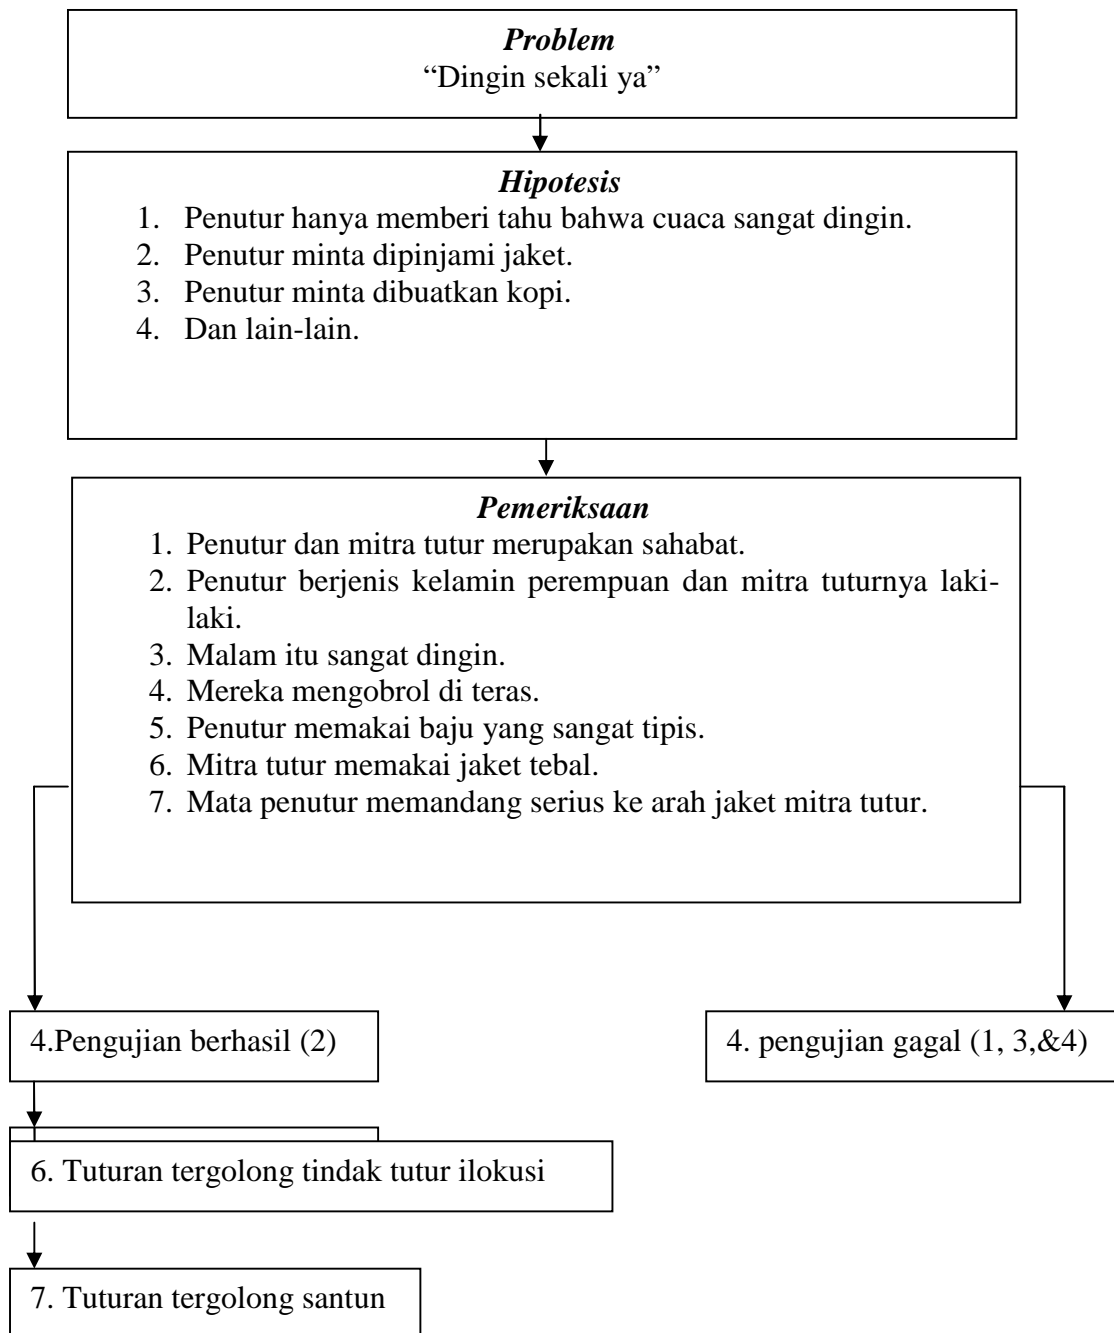 Problem
“Dingin sekali ya”
Hipotesis
1. Penutur hanya memberi tahu bahwa cuaca sangat dingin.
2. Penutur minta dipinjami jaket.
3. Penutur minta dibuatkan kopi.
4. Dan lain-lain.
Pemeriksaan
1. Penutur dan mitra tutur merupakan sahabat.
2. Penutur berjenis kelamin perempuan dan mitra tuturnya laki-
laki.
3. Malam itu sangat dingin.
4. Mereka mengobrol di teras.
5. Penutur memakai baju yang sangat tipis.
6. Mitra tutur memakai jaket tebal.
7. Mata penutur memandang serius ke arah jaket mitra tutur.
4.Pengujian berhasil (2)
4. pengujian gagal (1, 3,&4)
6. Tuturan tergolong tindak tutur ilokusi
7. Tuturan tergolong santun